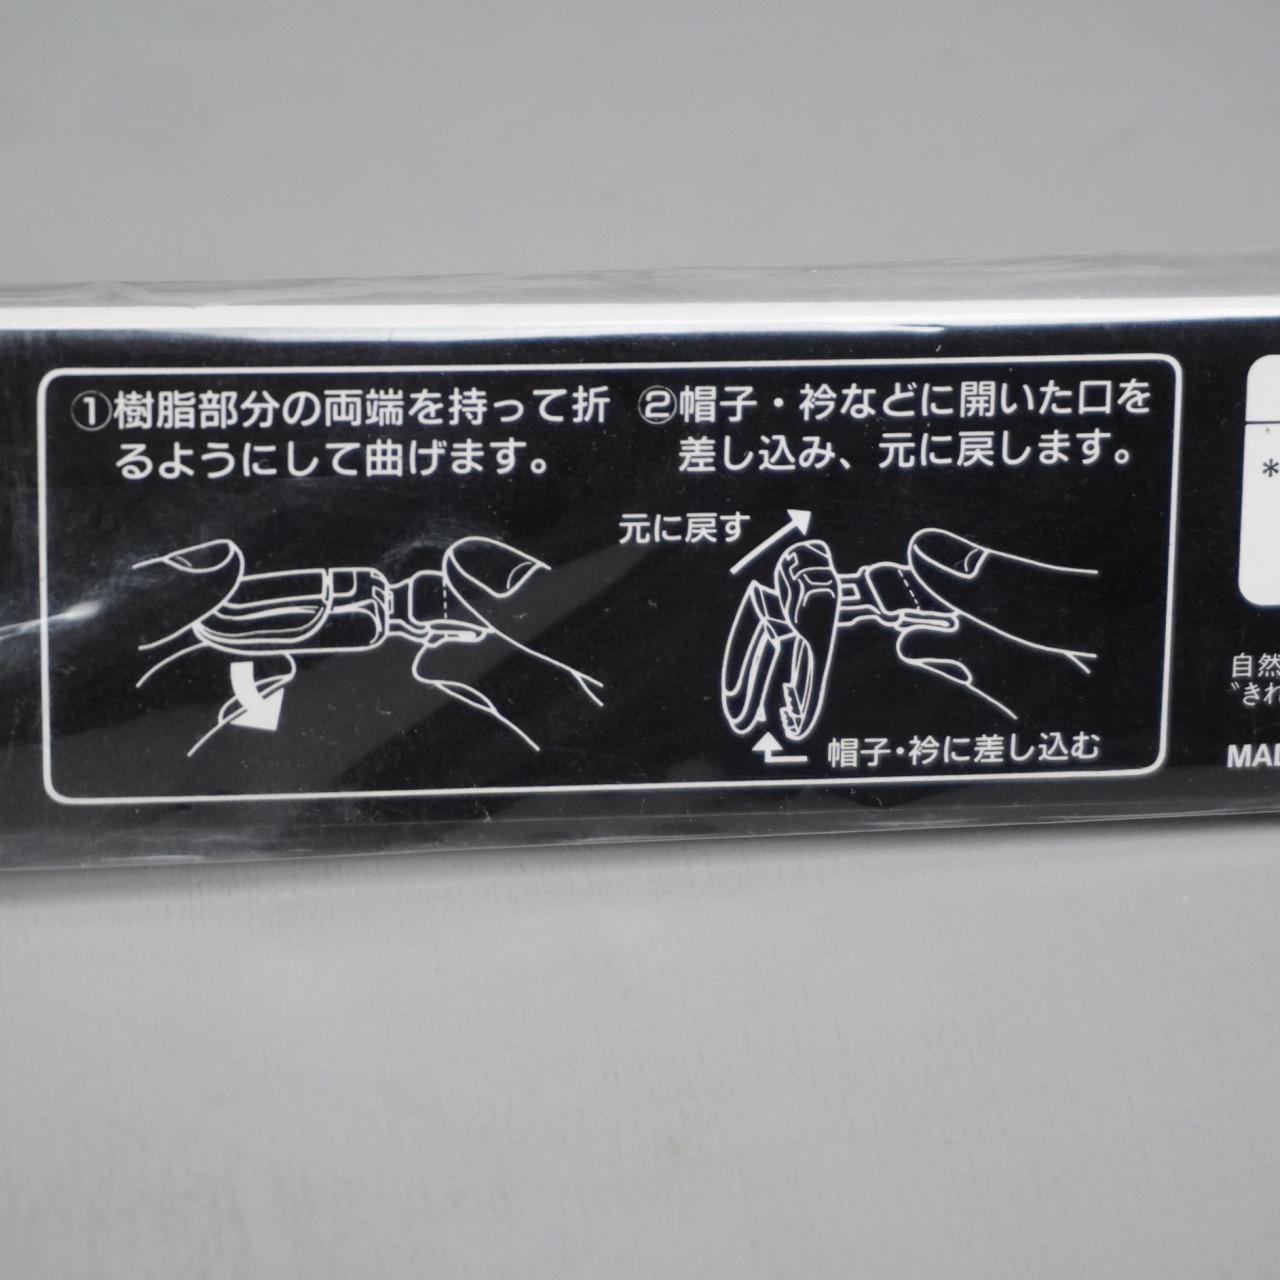 ①樹脂部分の両端を持って折
るようにして曲げます。
②帽子・衿などに開いた口を
差し込み、元に戻します。
元に戻す
帽子・衿に差し込む
*
自然
"きれ